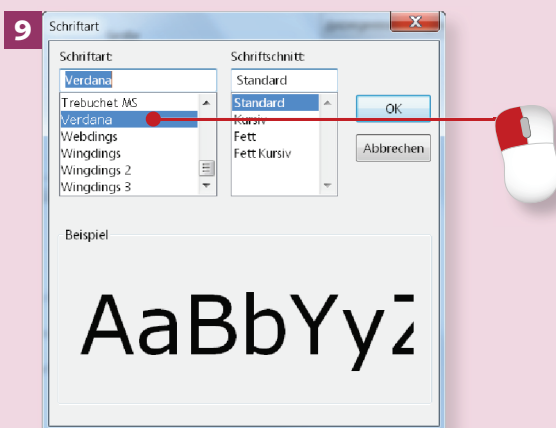 9
Schriftart
Schriftart:
Verdana
Trebuchet MS
Verdana
Webdings
Wingdings
Wingdings 2
Wingdings 3
Schriftschnitt:
Standard
Standard
Kursiv
Fett
Fett Kursiv
OK
Abbrechen
Beispiel
AaBbYyZ